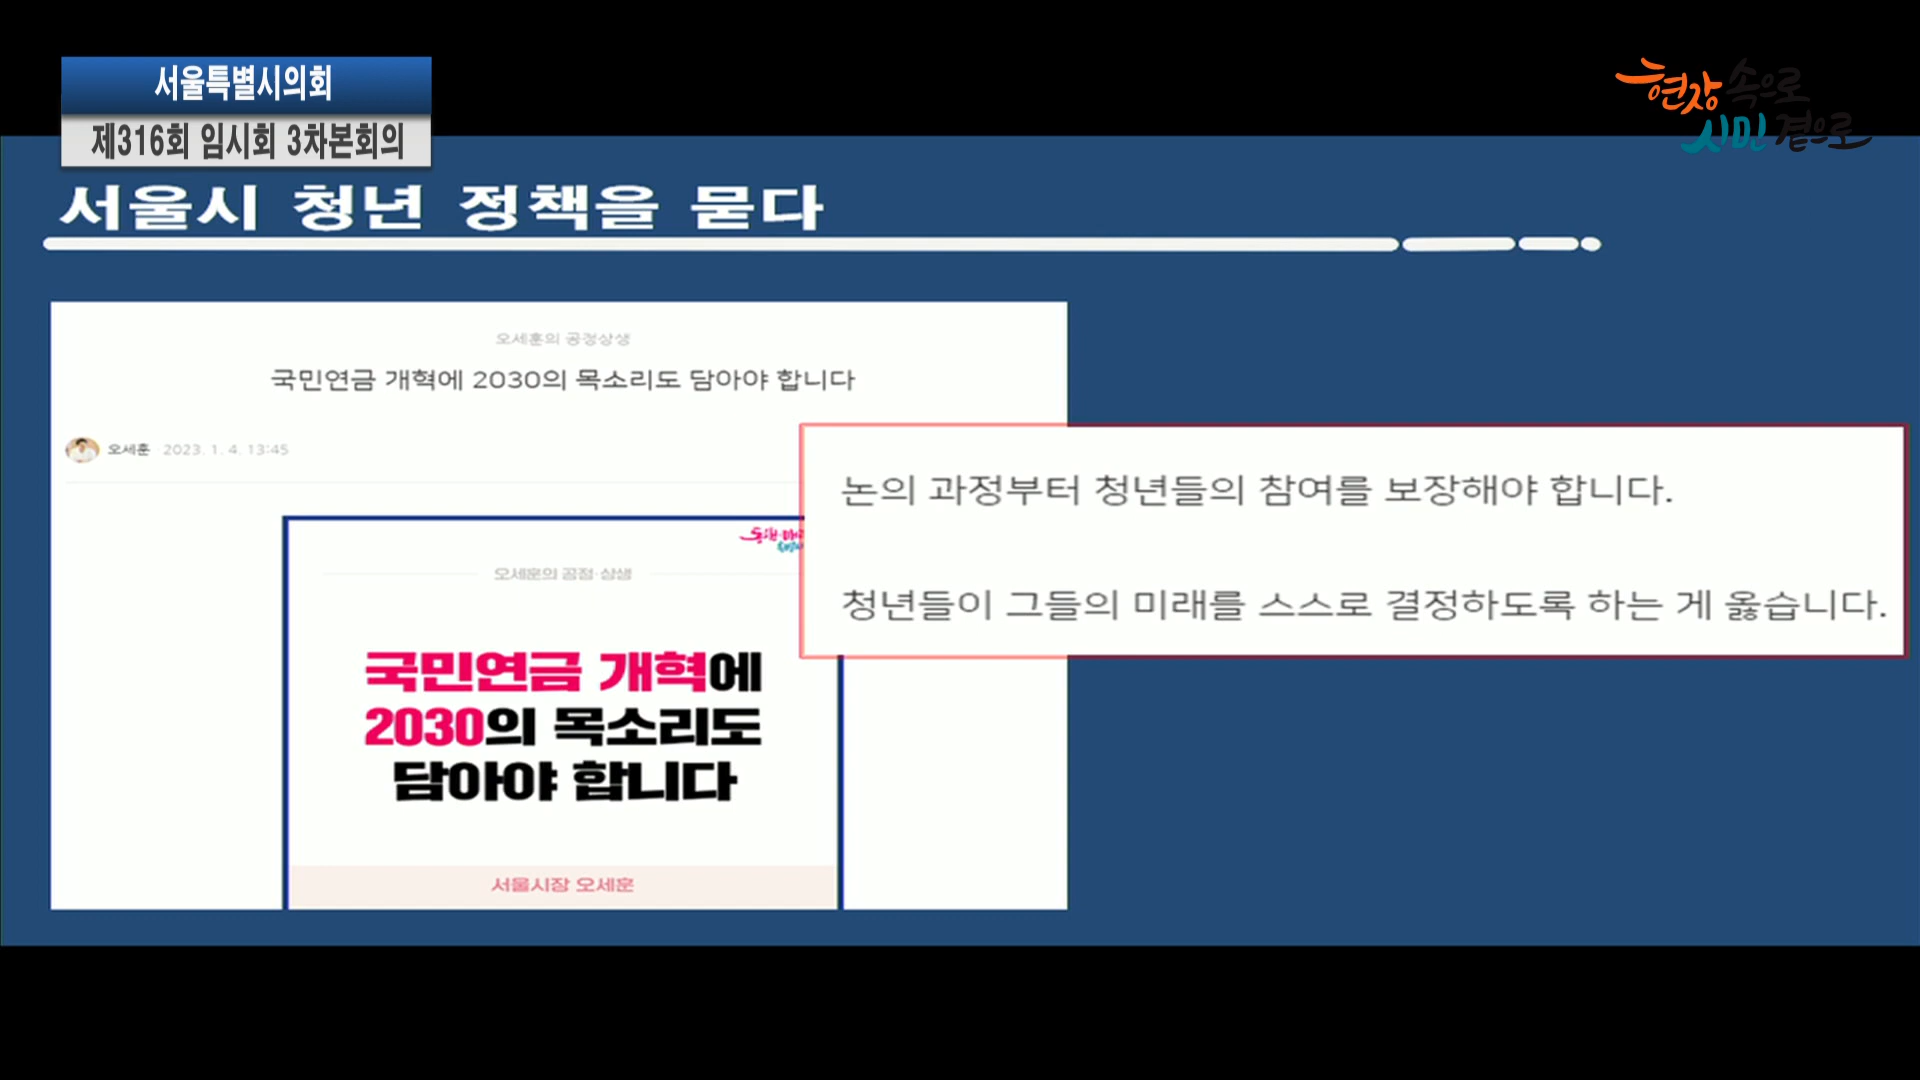 서울특별시의회
제316회 임시회 3차본회의
현장 속으로
시민 곁으로
서울시 청년 정책을 묻다
오세훈의 공정상생
국민연금 개혁에 2030의 목소리도 담아야 합니다
오세훈 · 2023. 1. 4. 13:45
논의 과정부터 청년들의 참여를 보장해야 합니다.
청년들이 그들의 미래를 스스로 결정하도록 하는 게 옳습니다.
오세훈의 공정·상생
국민연금 개혁에
2030의 목소리도
담아야 합니다
서울시장 오세훈